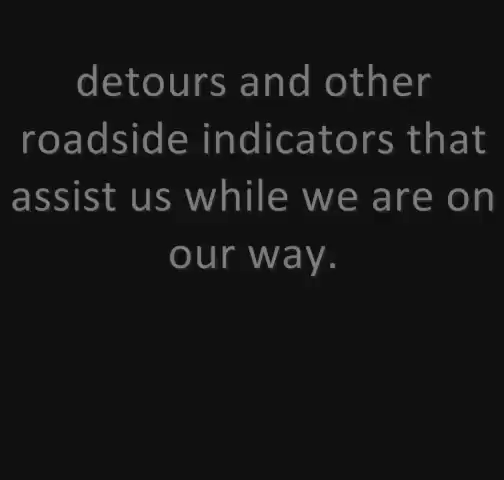 detours and other
roadside indicators that
assist us while we are on
our way.